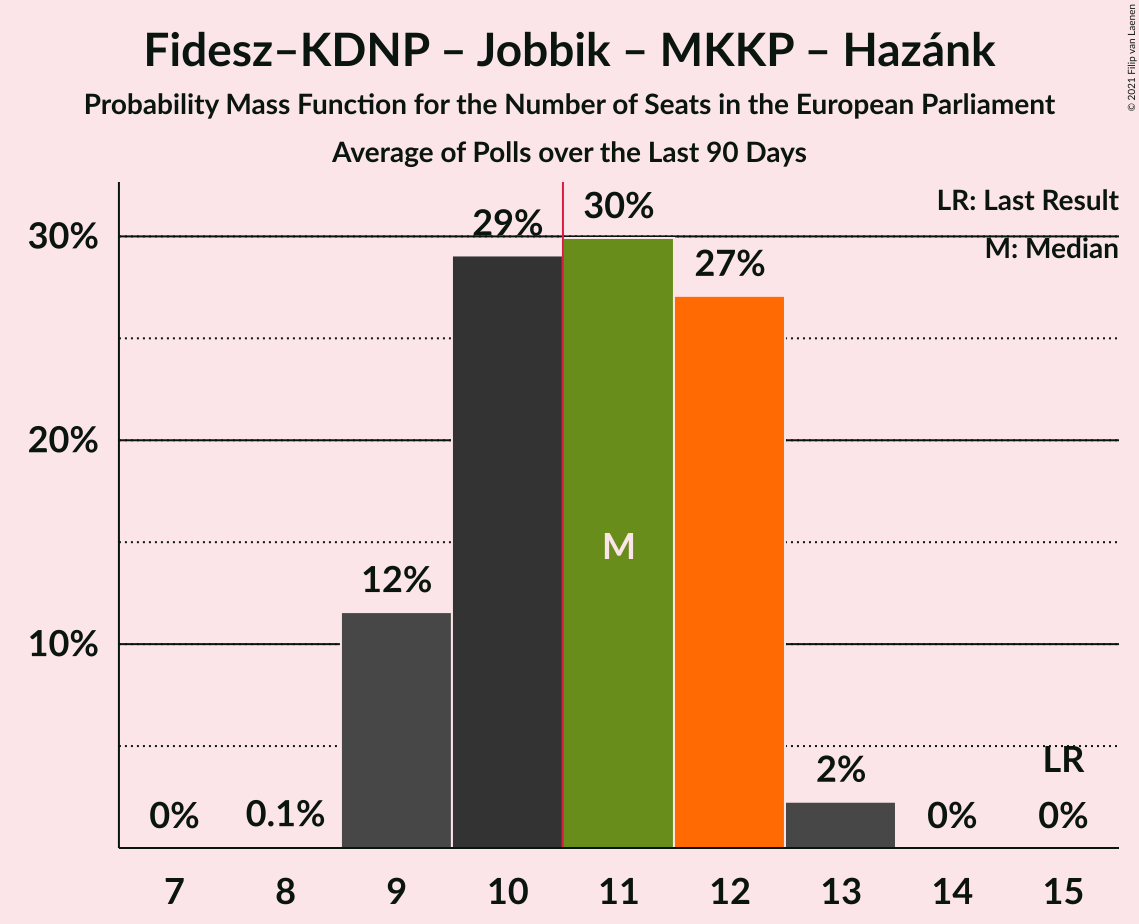 Fidesz–KDNP – Jobbik – MKKP – Hazánk
Probability Mass Function for the Number of Seats in the European Parliament
Average of Polls over the Last 90 Days
© 2021 Filip van Laenen
LR: Last Result
M: Median
30%
20%
10%
0%
0.1%
12%
29%
30%
27%
2%
0%
0%
LR
M
7
8
9
10
11
12
13
14
15